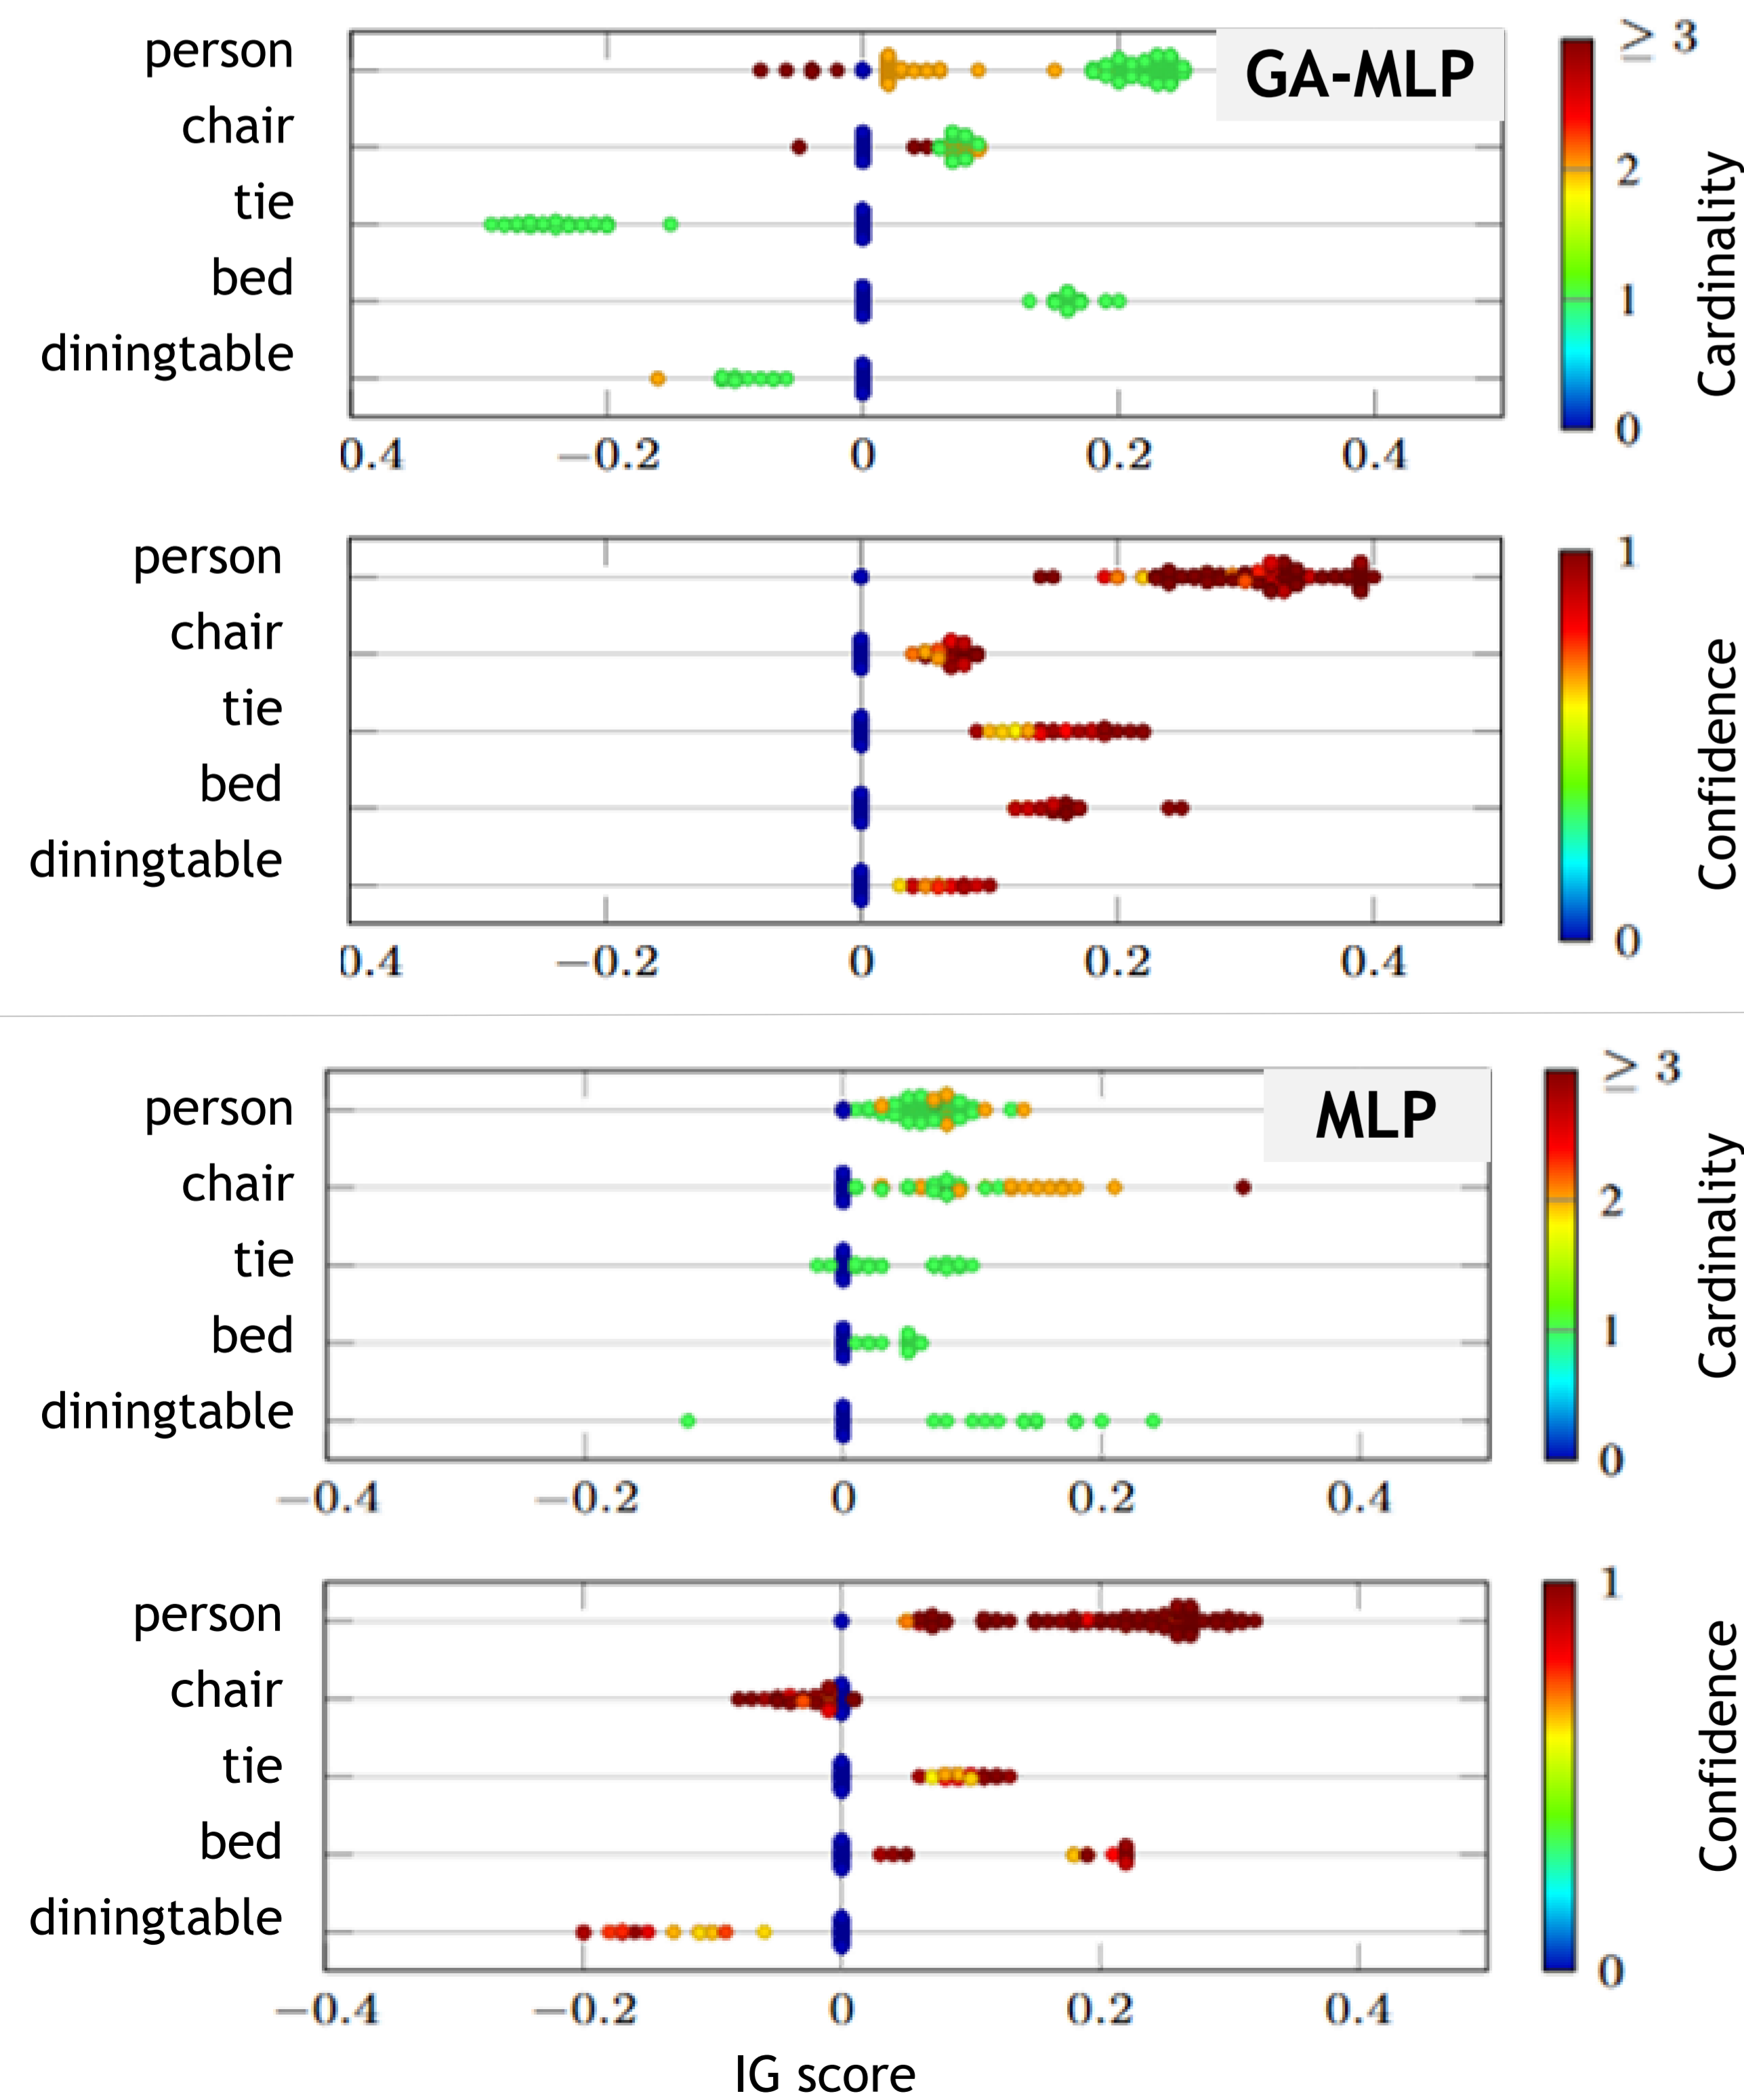 GA-MLP
person
chair
tie
bed
diningtable
0.4 −0.2 0 0.2 0.4
≥ 3
2
1
0
Cardinality
person
chair
tie
bed
diningtable
0.4 −0.2 0 0.2 0.4
1
0
Confidence
MLP
person
chair
tie
bed
diningtable
−0.4 −0.2 0 0.2 0.4
≥ 3
2
1
0
Cardinality
person
chair
tie
bed
diningtable
−0.4 −0.2 0 0.2 0.4
1
0
Confidence
IG score